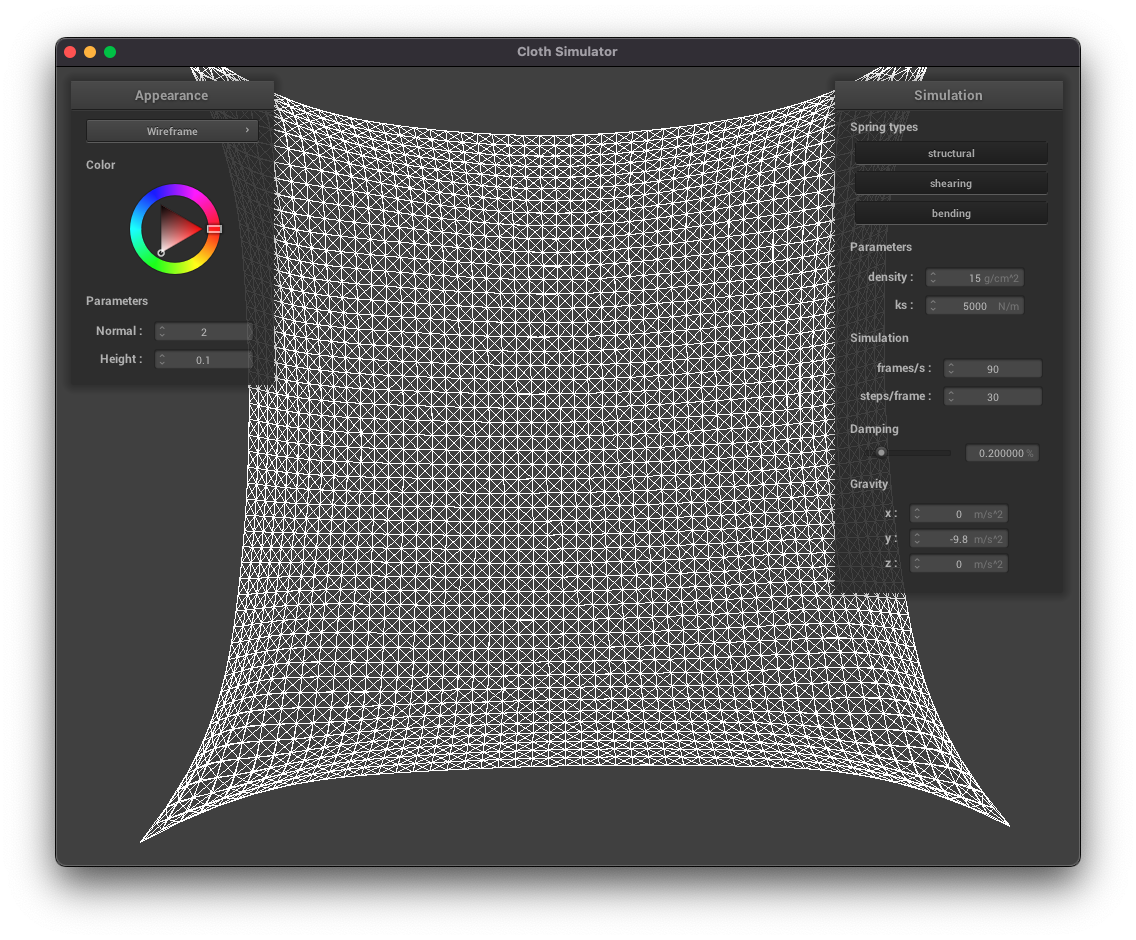 Cloth Simulator
Appearance
Wireframe ›
Color
Parameters
Normal : 2
Height : 0.1
Simulation
Spring types
structural
shearing
bending
Parameters
density : 15 g/cm^2
ks : 5000 N/m
Simulation
frames/s : 90
steps/frame : 30
Damping
0.200000 %
Gravity
x : 0 m/s^2
y : -9.8 m/s^2
z : 0 m/s^2